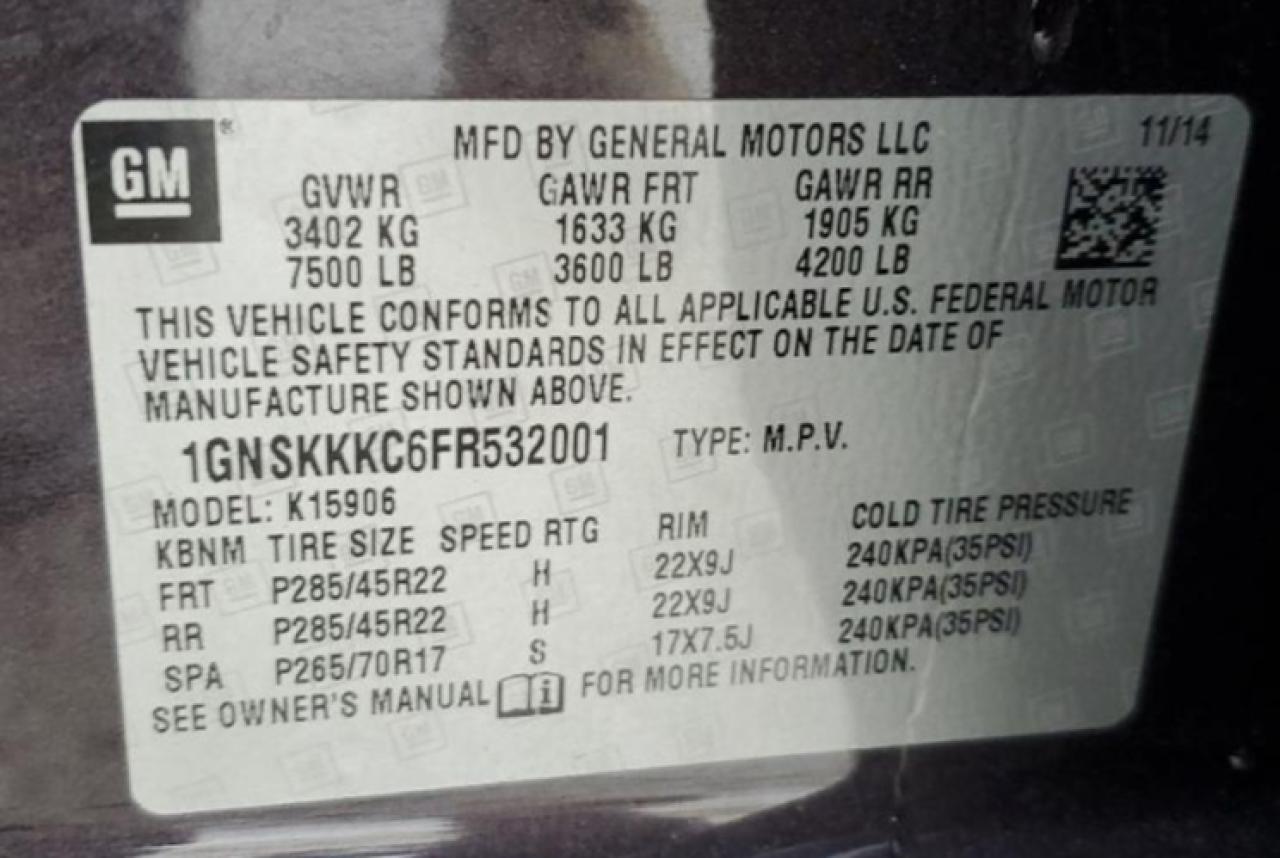 GM ®
MFD BY GENERAL MOTORS LLC 11/14
GVWR GAWR FRT GAWR RR
3402 KG 1633 KG 1905 KG
7500 LB 3600 LB 4200 LB
THIS VEHICLE CONFORMS TO ALL APPLICABLE U.S. FEDERAL MOTOR
VEHICLE SAFETY STANDARDS IN EFFECT ON THE DATE OF
MANUFACTURE SHOWN ABOVE.
1GNSKKKC6FR532001 TYPE: M.P.V.
MODEL: K15906
KBNM TIRE SIZE SPEED RTG RIM COLD TIRE PRESSURE
FRT P285/45R22 H 22X9J 240KPA(35PSI)
RR P285/45R22 H 22X9J 240KPA(35PSI)
SPA P265/70R17 S 17X7.5J 240KPA(35PSI)
SEE OWNER'S MANUAL i FOR MORE INFORMATION.